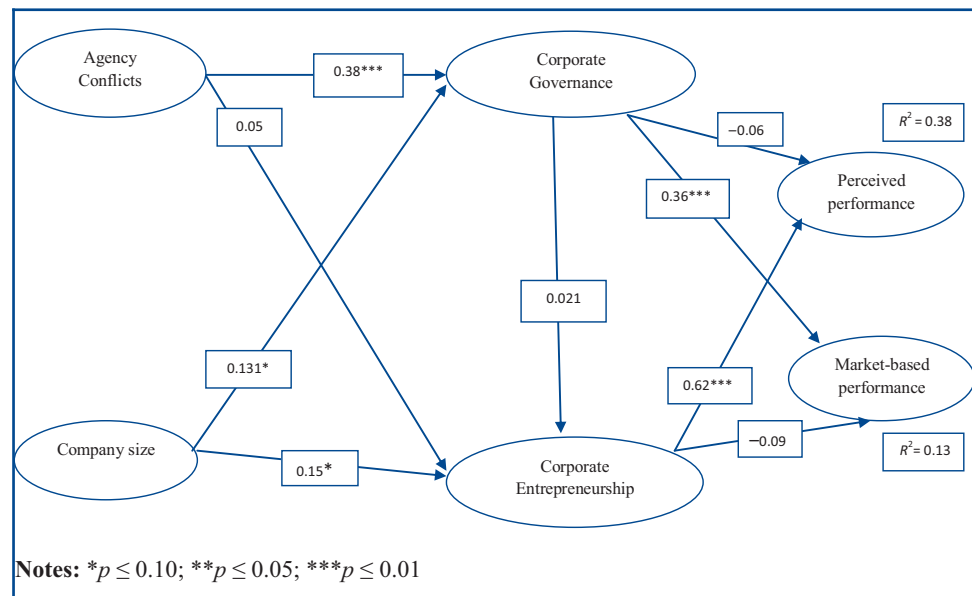 Agency
Conflicts
0.38***
Corporate
Governance
0.05
−0.06
R² = 0.38
Perceived
performance
0.36***
0.021
0.131*
0.62***
Market-based
performance
Company size
0.15*
Corporate
Entrepreneurship
−0.09
R² = 0.13
Notes: *p ≤ 0.10; **p ≤ 0.05; ***p ≤ 0.01